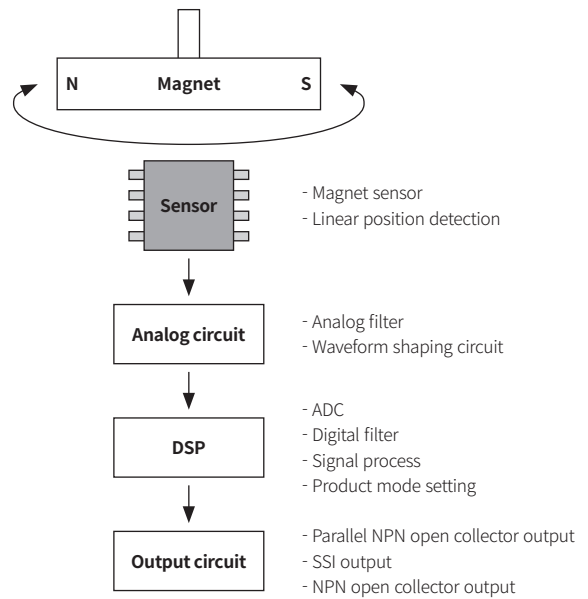 N Magnet S
Sensor
- Magnet sensor
- Linear position detection
Analog circuit
- Analog filter
- Waveform shaping circuit
DSP
- ADC
- Digital filter
- Signal process
- Product mode setting
Output circuit
- Parallel NPN open collector output
- SSI output
- NPN open collector output